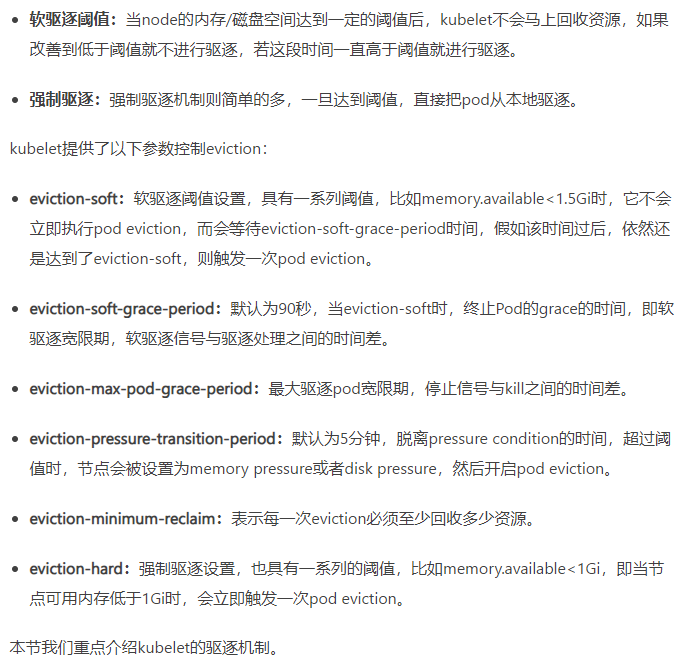 • 软驱逐阈值：当node的内存/磁盘空间达到一定的阈值后，kubelet不会马上回收资源，如果
改善到低于阈值就不进行驱逐，若这段时间一直高于阈值就进行驱逐。
• 强制驱逐：强制驱逐机制则简单的多，一旦达到阈值，直接把pod从本地驱逐。
kubelet提供了以下参数控制eviction：
• eviction-soft：软驱逐阈值设置，具有一系列阈值，比如memory.available<1.5Gi时，它不会
立即执行pod eviction，而会等待eviction-soft-grace-period时间，假如该时间过后，依然还
是达到了eviction-soft，则触发一次pod eviction。
• eviction-soft-grace-period：默认为90秒，当eviction-soft时，终止Pod的grace的时间，即软
驱逐宽限期，软驱逐信号与驱逐处理之间的时间差。
• eviction-max-pod-grace-period：最大驱逐pod宽限期，停止信号与kill之间的时间差。
• eviction-pressure-transition-period：默认为5分钟，脱离pressure condition的时间，超过阈
值时，节点会被设置为memory pressure或者disk pressure，然后开启pod eviction。
• eviction-minimum-reclaim：表示每一次eviction必须至少回收多少资源。
• eviction-hard：强制驱逐设置，也具有一系列的阈值，比如memory.available<1Gi，即当节
点可用内存低于1Gi时，会立即触发一次pod eviction。
本节我们重点介绍kubelet的驱逐机制。